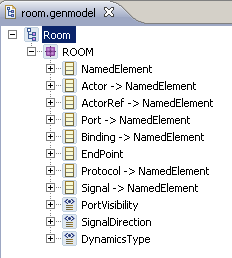 room.genmodel
Room
ROOM
NamedElement
Actor -> NamedElement
ActorRef -> NamedElement
Port -> NamedElement
Binding -> NamedElement
EndPoint
Protocol -> NamedElement
Signal -> NamedElement
PortVisibility
SignalDirection
DynamicsType